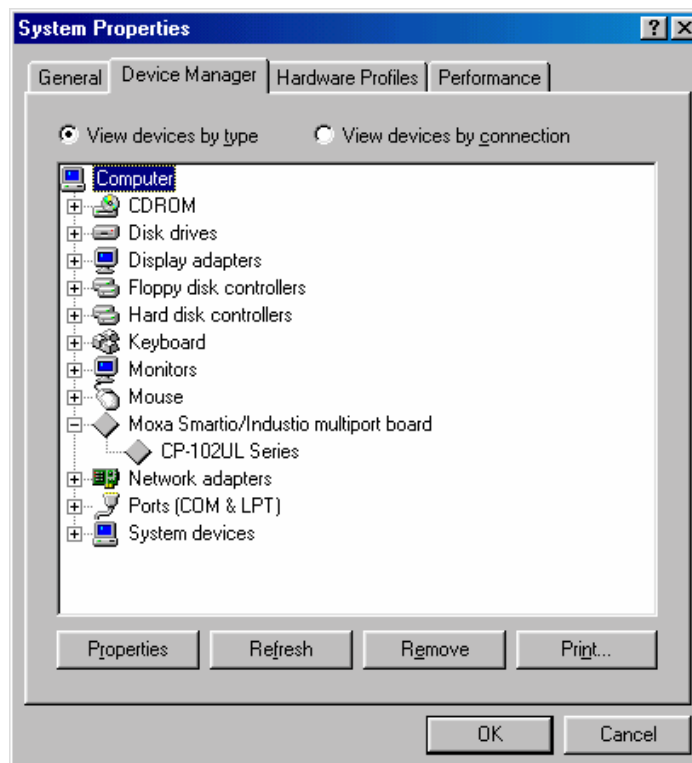 System Properties
General Device Manager Hardware Profiles Performance
View devices by type View devices by connection
Computer
CDROM
Disk drives
Display adapters
Floppy disk controllers
Hard disk controllers
Keyboard
Monitors
Mouse
Moxa Smartio/Industio multiport board
CP-102UL Series
Network adapters
Ports (COM & LPT)
System devices
Properties Refresh Remove Print...
OK Cancel